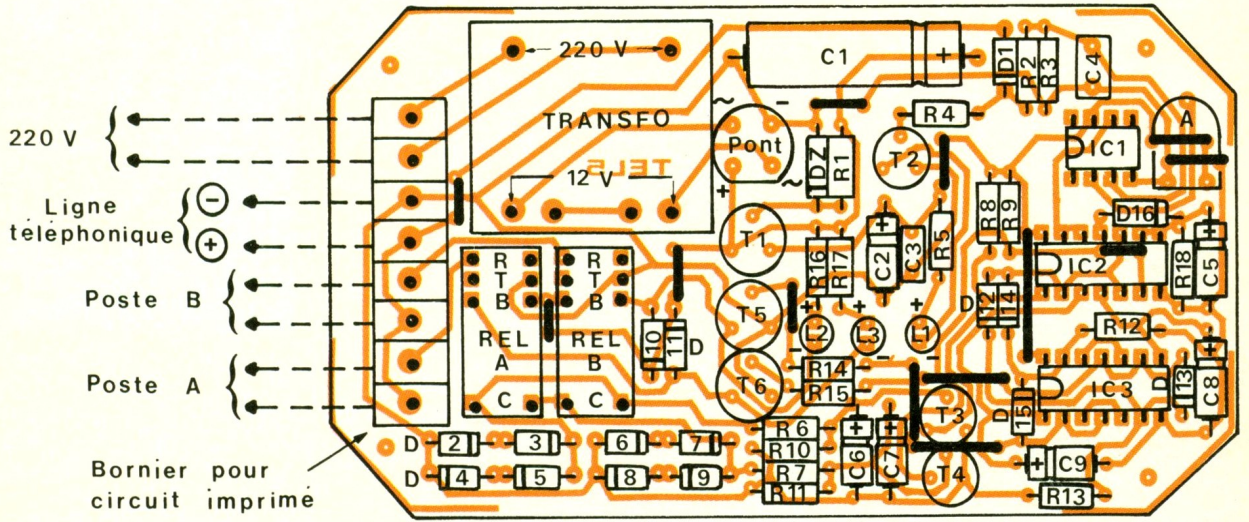 220 V
Ligne
téléphonique
−
+
Poste B
Poste A
Bornier pour
circuit imprimé
220 V
TRANSFO
TEL5
12 V
C1
+
D1
R2
R3
C4
~
−
Pont
+
~
R4
A
IC1
T2
DZ
R1
R8
R9
D16
T1
R16
R17
+
C2
C3
R5
IC2
R18
+
C5
R
T
B
REL
A
C
R
T
B
REL
B
C
10
11
D
T5
+
L2
−
+
L3
−
+
L1
−
D
12
14
R12
T6
R14
R15
IC3
D
13
+
C8
T3
D
15
D
2
3
6
7
D
4
5
8
9
R6
R10
R7
R11
+
C6
+
C7
T4
+
C9
R13